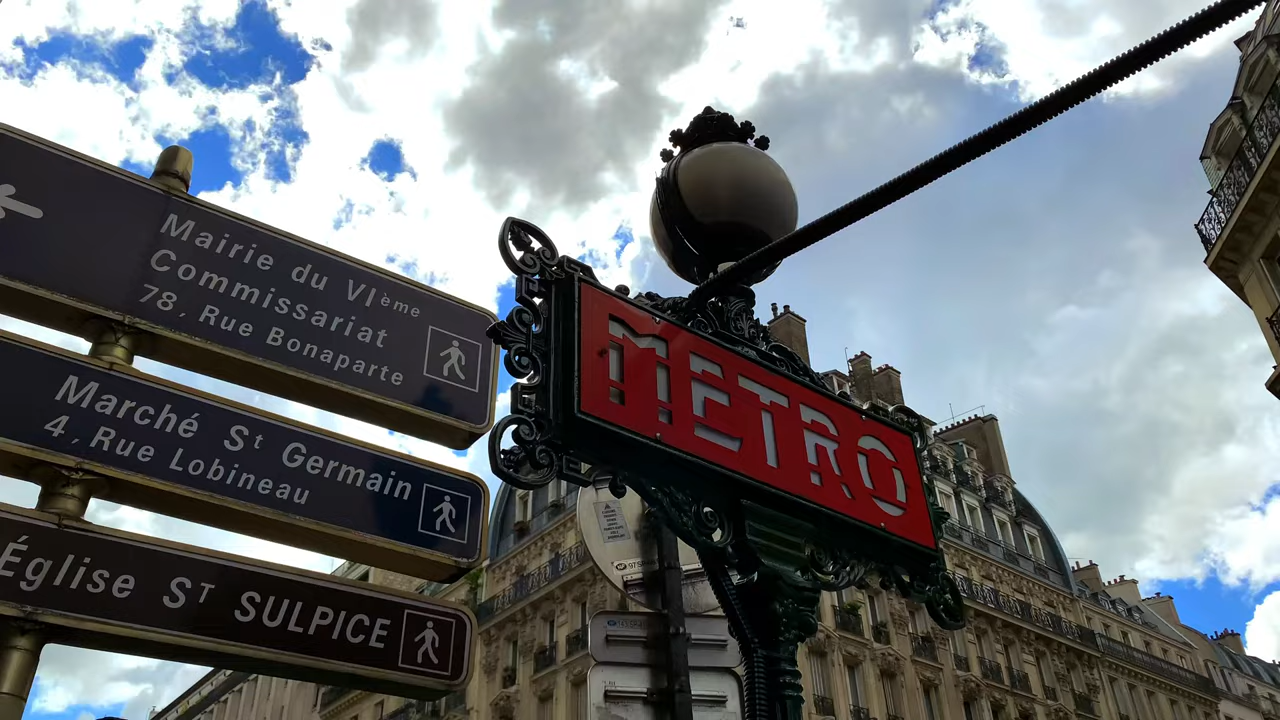 Mairie du VIème
Commissariat
78, Rue Bonaparte
Marché St Germain
4, Rue Lobineau
Église ST SULPICE
METRO